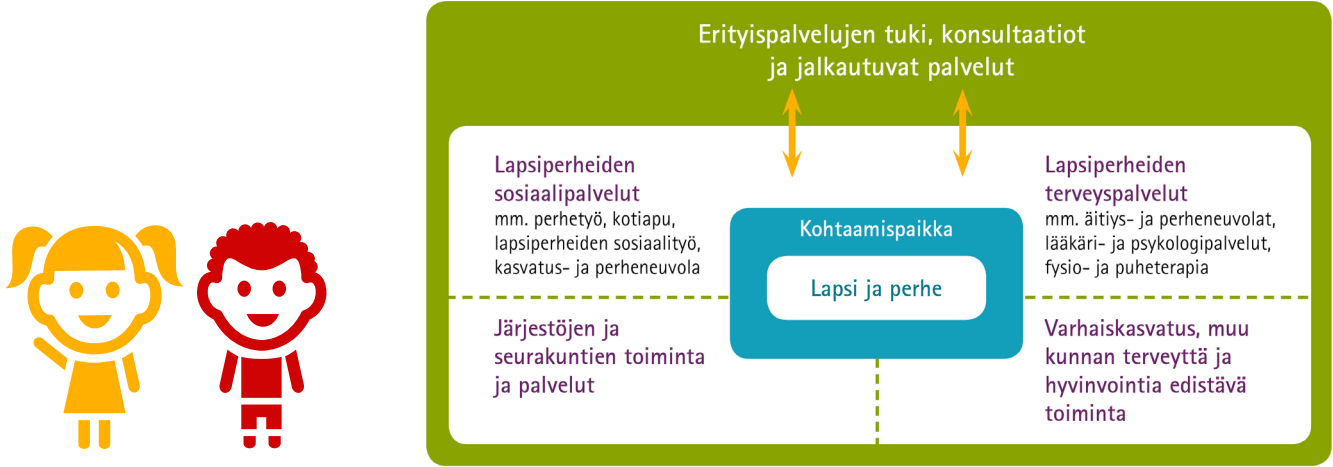 Erityispalvelujen tuki, konsultaatiot
ja jalkautuvat palvelut
Lapsiperheiden
sosiaalipalvelut
mm. perhetyö, kotiapu,
lapsiperheiden sosiaalityö,
kasvatus- ja perheneuvola
Lapsiperheiden
terveyspalvelut
mm. äitiys- ja perheneuvolat,
lääkäri- ja psykologipalvelut,
fysio- ja puheterapia
Kohtaamispaikka
Lapsi ja perhe
Järjestöjen ja
seurakuntien toiminta
ja palvelut
Varhaiskasvatus, muu
kunnan terveyttä ja
hyvinvointia edistävä
toiminta